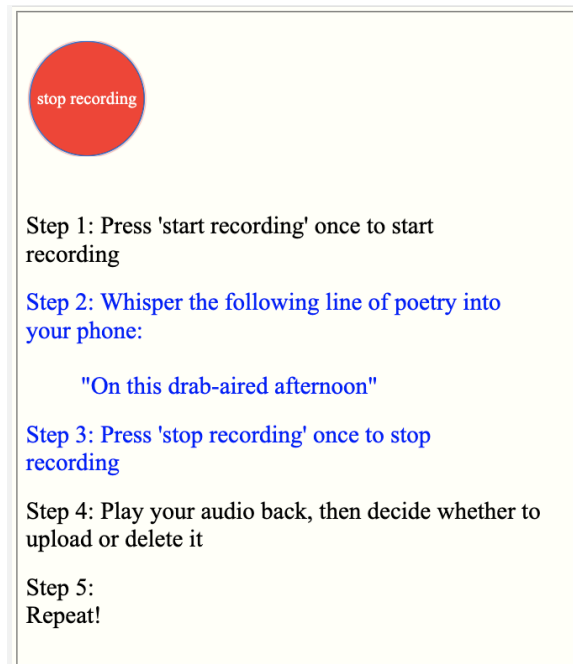 stop recording
Step 1: Press 'start recording' once to start
recording
Step 2: Whisper the following line of poetry into
your phone:
"On this drab-aired afternoon"
Step 3: Press 'stop recording' once to stop
recording
Step 4: Play your audio back, then decide whether to
upload or delete it
Step 5:
Repeat!